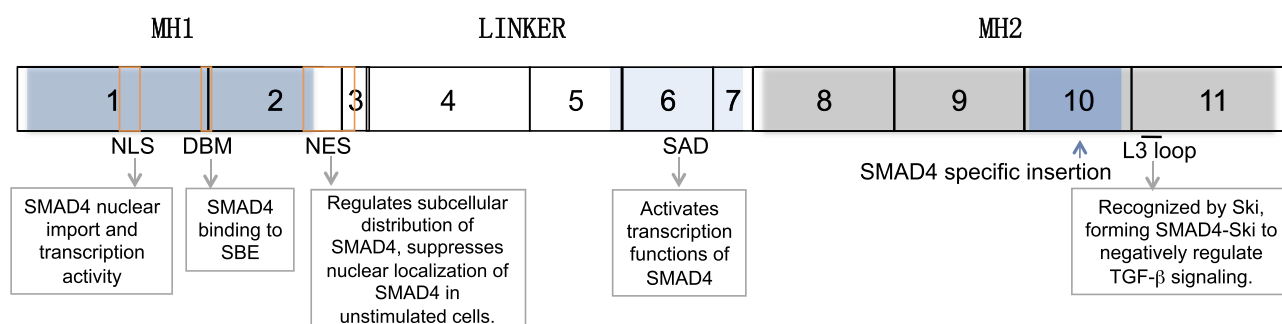 MH1 LINKER MH2
1 2 3 4 5 6 7 8 9 10 11
NLS DBM NES SAD SMAD4 specific insertion L3 loop
SMAD4 nuclear
import and
transcription
activity
SMAD4
binding to
SBE
Regulates subcellular
distribution of
SMAD4, suppresses
nuclear localization of
SMAD4 in
unstimulated cells.
Activates
transcription
functions of
SMAD4
Recognized by Ski,
forming SMAD4-Ski to
negatively regulate
TGF-β signaling.